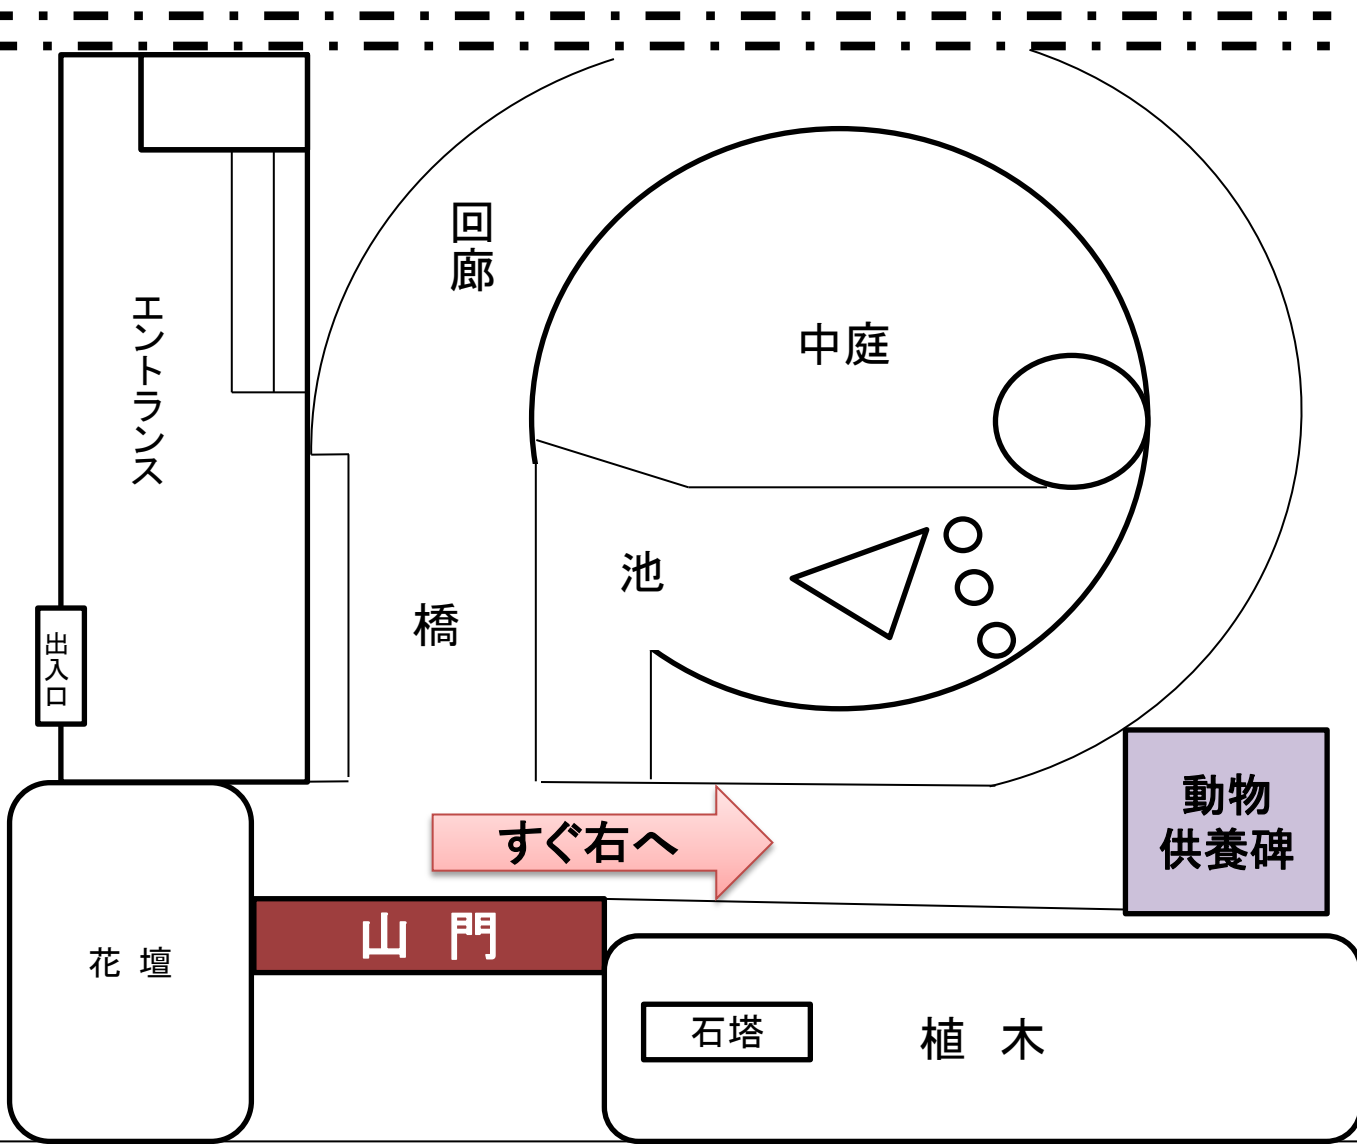 回廊
中庭
エントランス
池
橋
出入口
動物
供養碑
すぐ右へ
山 門
花 壇
石塔
植 木